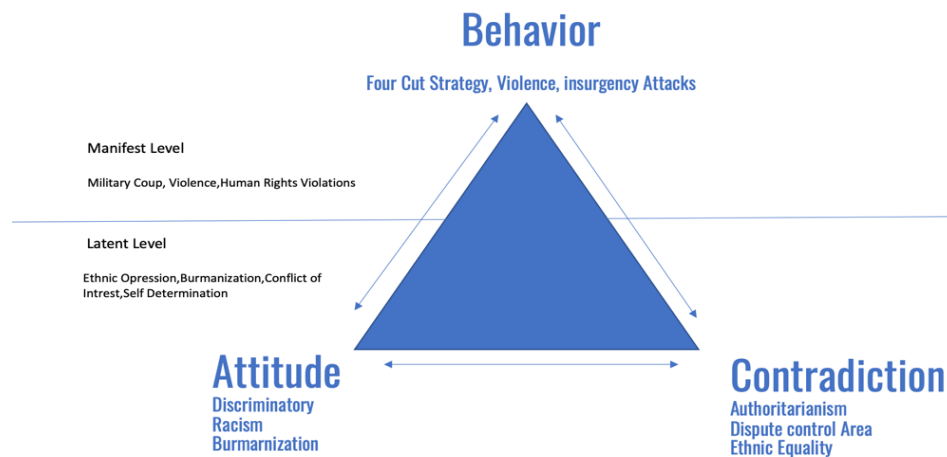 Behavior
Four Cut Strategy, Violence, insurgency Attacks
Manifest Level
Military Coup, Violence,Human Rights Violations
Latent Level
Ethnic Opression,Burmanization,Conflict of
Intrest,Self Determination
Attitude
Discriminatory
Racism
Burmarnization
Contradiction
Authoritarianism
Dispute control Area
Ethnic Equality